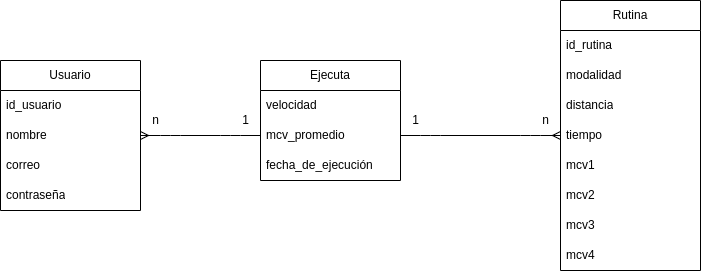 Usuario
id_usuario
nombre
correo
contraseña
n
1
Ejecuta
velocidad
mcv_promedio
fecha_de_ejecución
1
n
Rutina
id_rutina
modalidad
distancia
tiempo
mcv1
mcv2
mcv3
mcv4